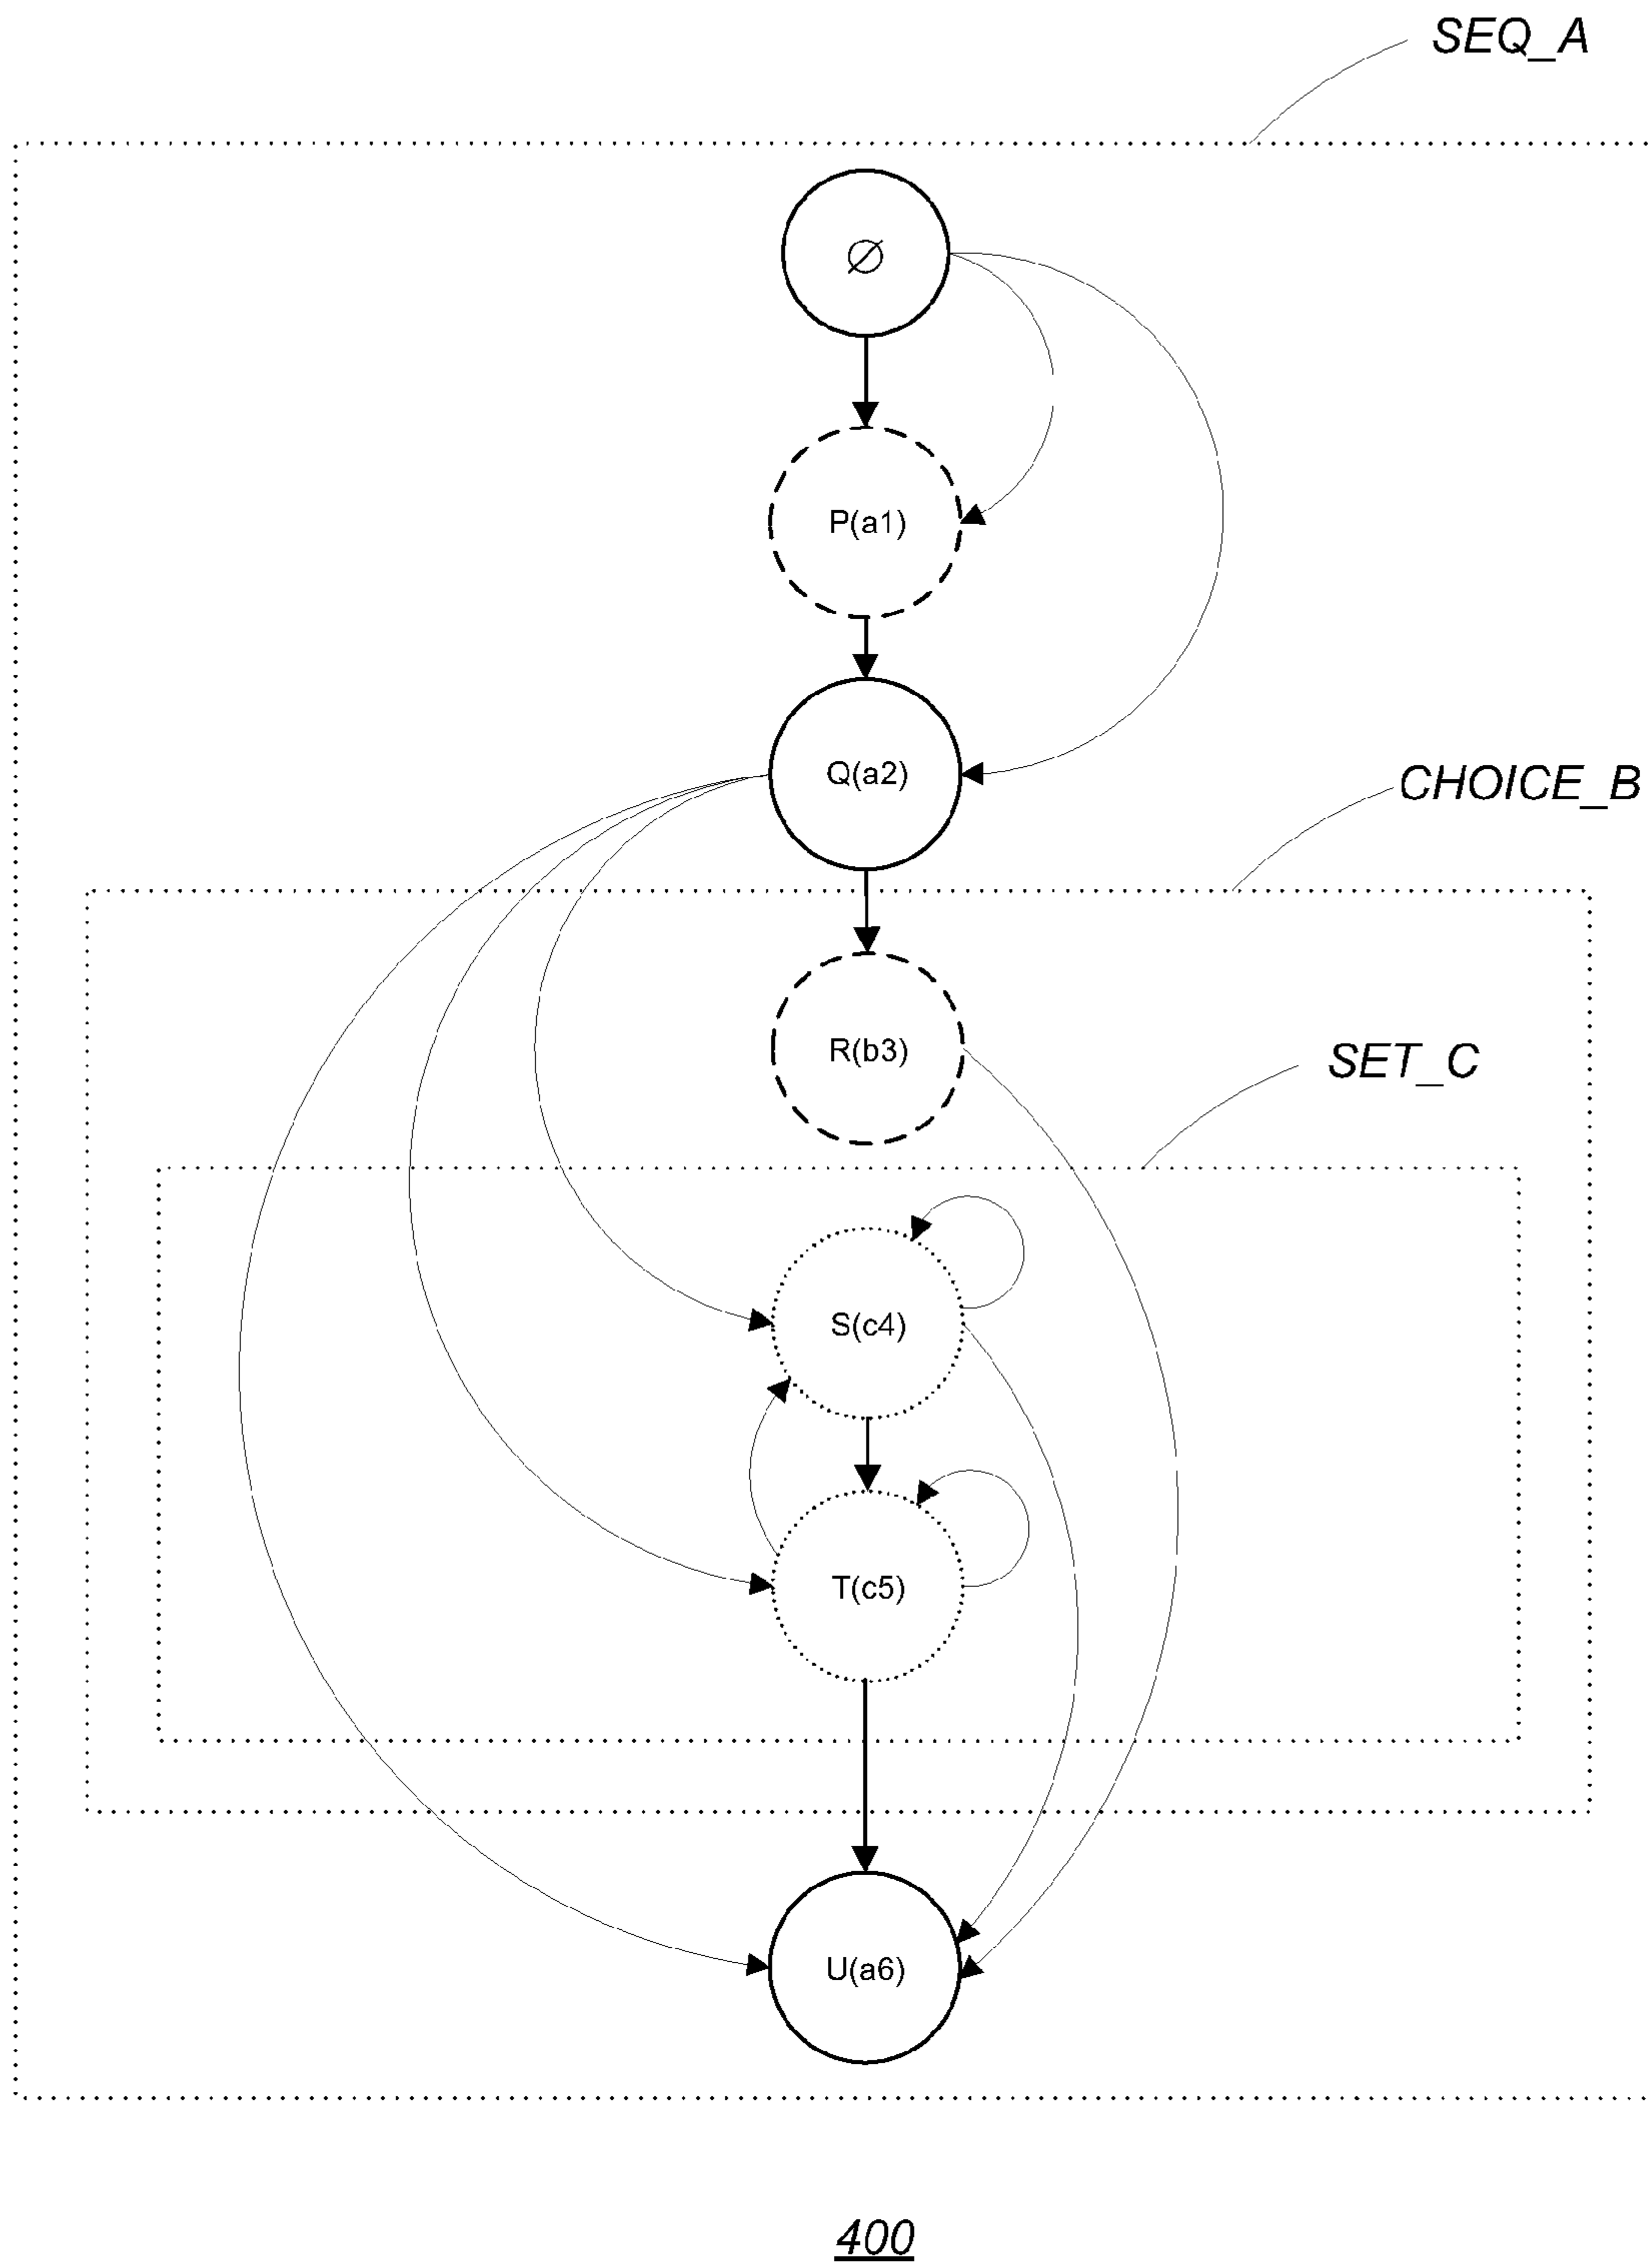 SEQ_A
∅
P(a1)
Q(a2)
CHOICE_B
R(b3)
SET_C
S(c4)
T(c5)
U(a6)
400